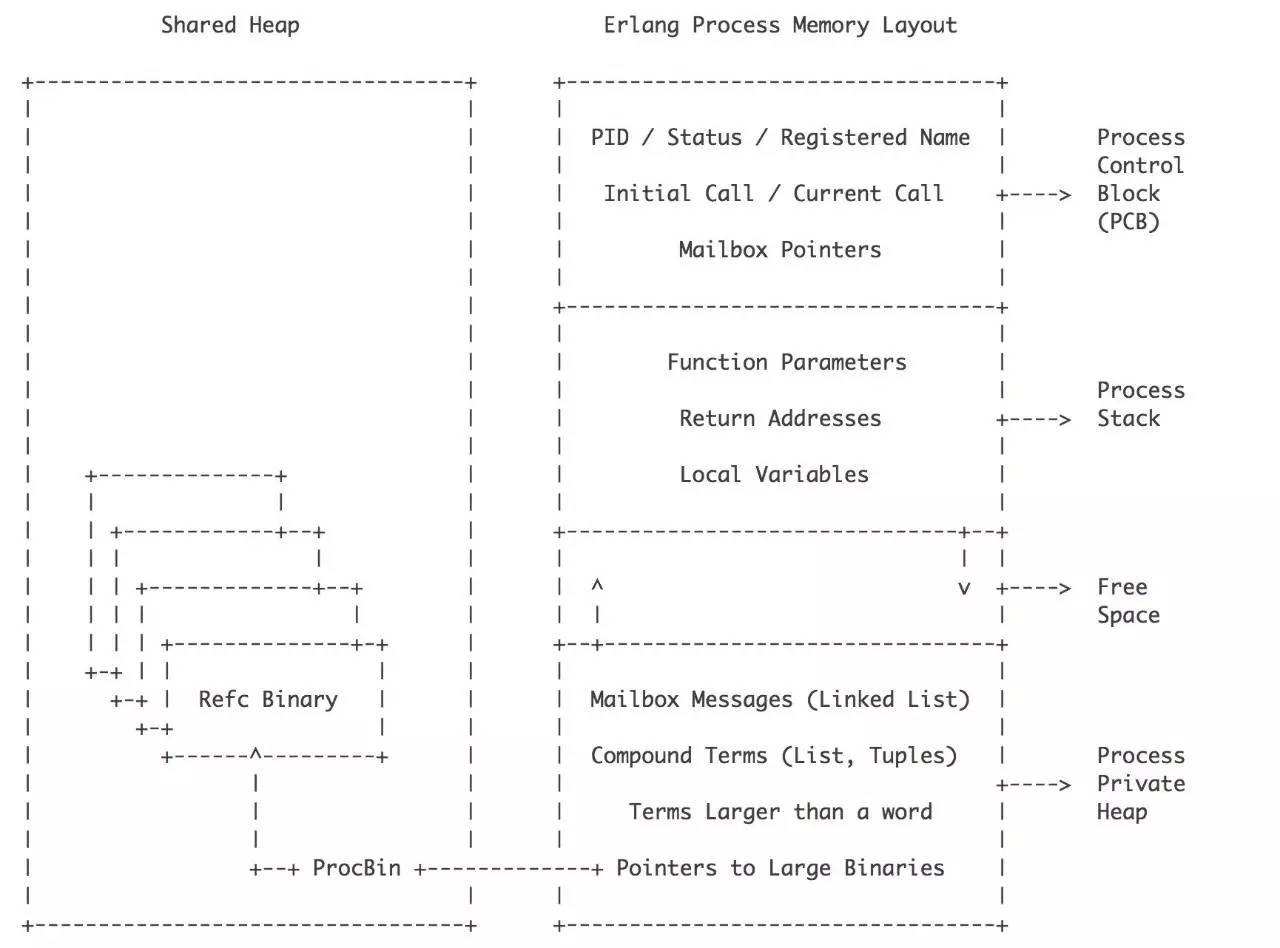 Shared Heap
Erlang Process Memory Layout
PID / Status / Registered Name
Initial Call / Current Call
Mailbox Pointers
Process
Control
Block
(PCB)
Function Parameters
Return Addresses
Local Variables
Process
Stack
Free
Space
Refc Binary
Mailbox Messages (Linked List)
Compound Terms (List, Tuples)
Terms Larger than a word
ProcBin
Pointers to Large Binaries
Process
Private
Heap